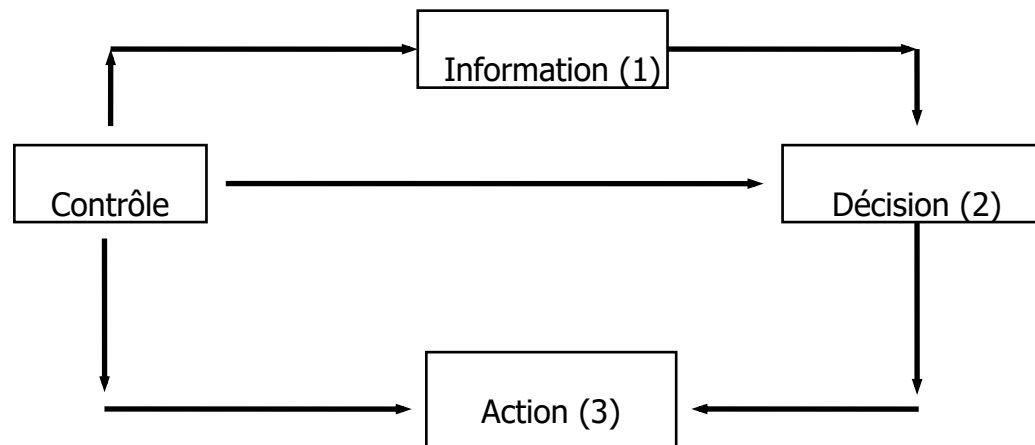 Information (1)
Contrôle
Décision (2)
Action (3)